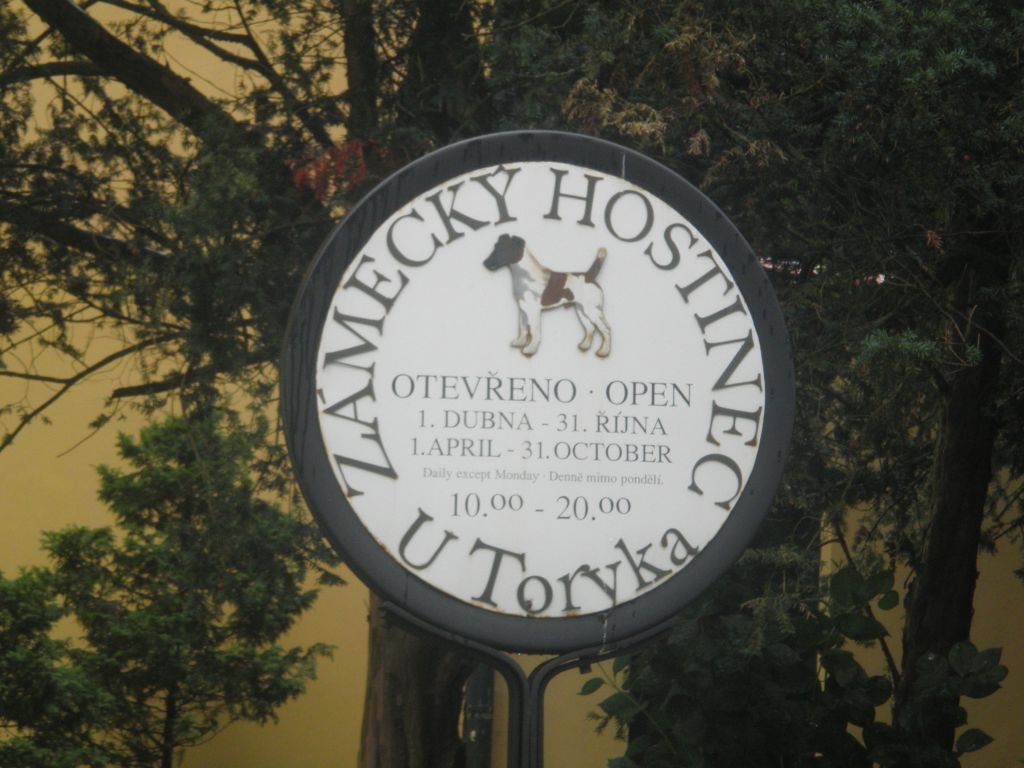 ZÁMECKÝ HOSTINEC
OTEVŘENO · OPEN
1. DUBNA - 31. ŘÍJNA
1.APRIL - 31.OCTOBER
Daily except Monday · Denně mimo pondělí.
10.00 - 20.00
U Toryka